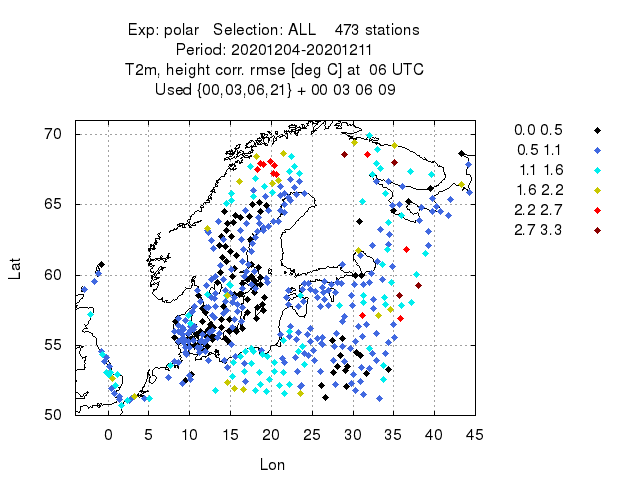 Exp: polar Selection: ALL 473 stations
Period: 20201204-20201211
T2m, height corr. rmse [deg C] at 06 UTC
Used {00,03,06,21} + 00 03 06 09
0.0 0.5
0.5 1.1
1.1 1.6
1.6 2.2
2.2 2.7
2.7 3.3
70
65
60
55
50
Lat
0 5 10 15 20 25 30 35 40 45
Lon